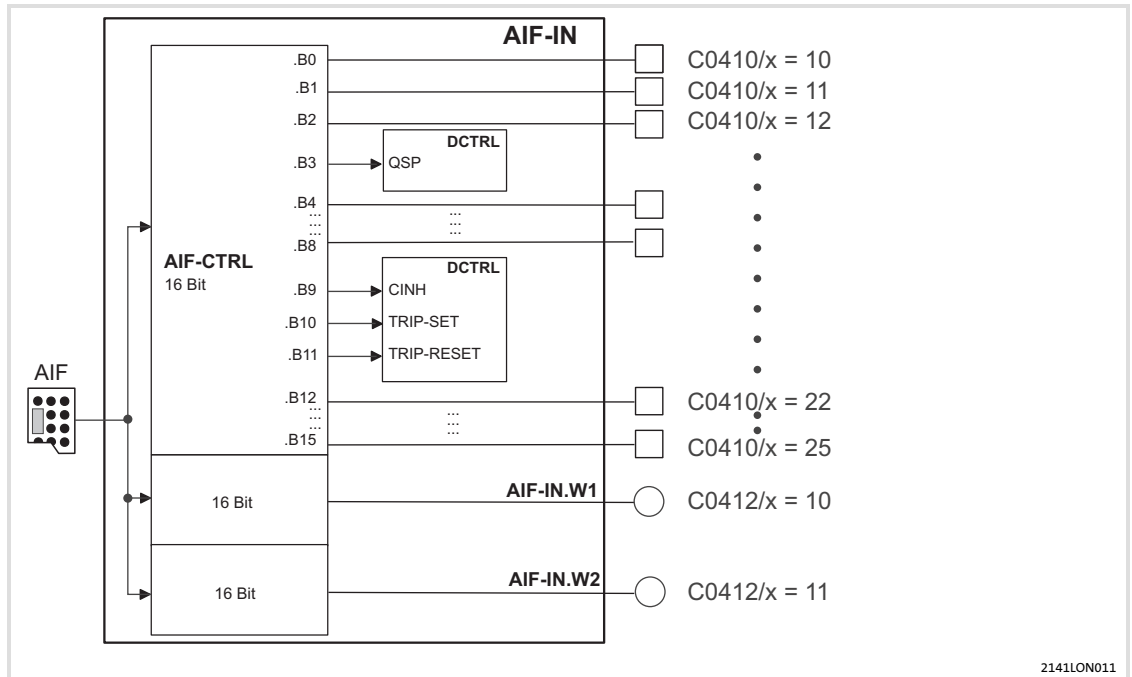 AIF-IN
.B0
C0410/x = 10
.B1
C0410/x = 11
.B2
C0410/x = 12
DCTRL
.B3
QSP
.B4
...
...
...
...
.B8
AIF-CTRL
16 Bit
DCTRL
.B9
CINH
.B10
TRIP-SET
.B11
TRIP-RESET
AIF
.B12
C0410/x = 22
...
...
...
...
.B15
C0410/x = 25
16 Bit
AIF-IN.W1
C0412/x = 10
16 Bit
AIF-IN.W2
C0412/x = 11
2141LON011